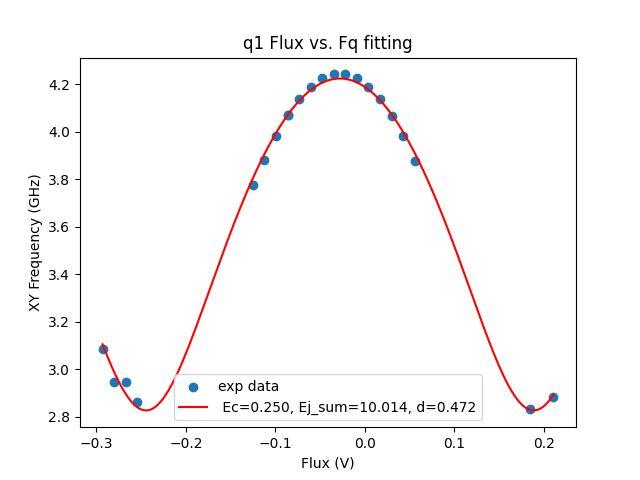 q1 Flux vs. Fq fitting
XY Frequency (GHz)
4.2
4.0
3.8
3.6
3.4
3.2
3.0
2.8
exp data
Ec=0.250, Ej_sum=10.014, d=0.472
−0.3 −0.2 −0.1 0.0 0.1 0.2
Flux (V)